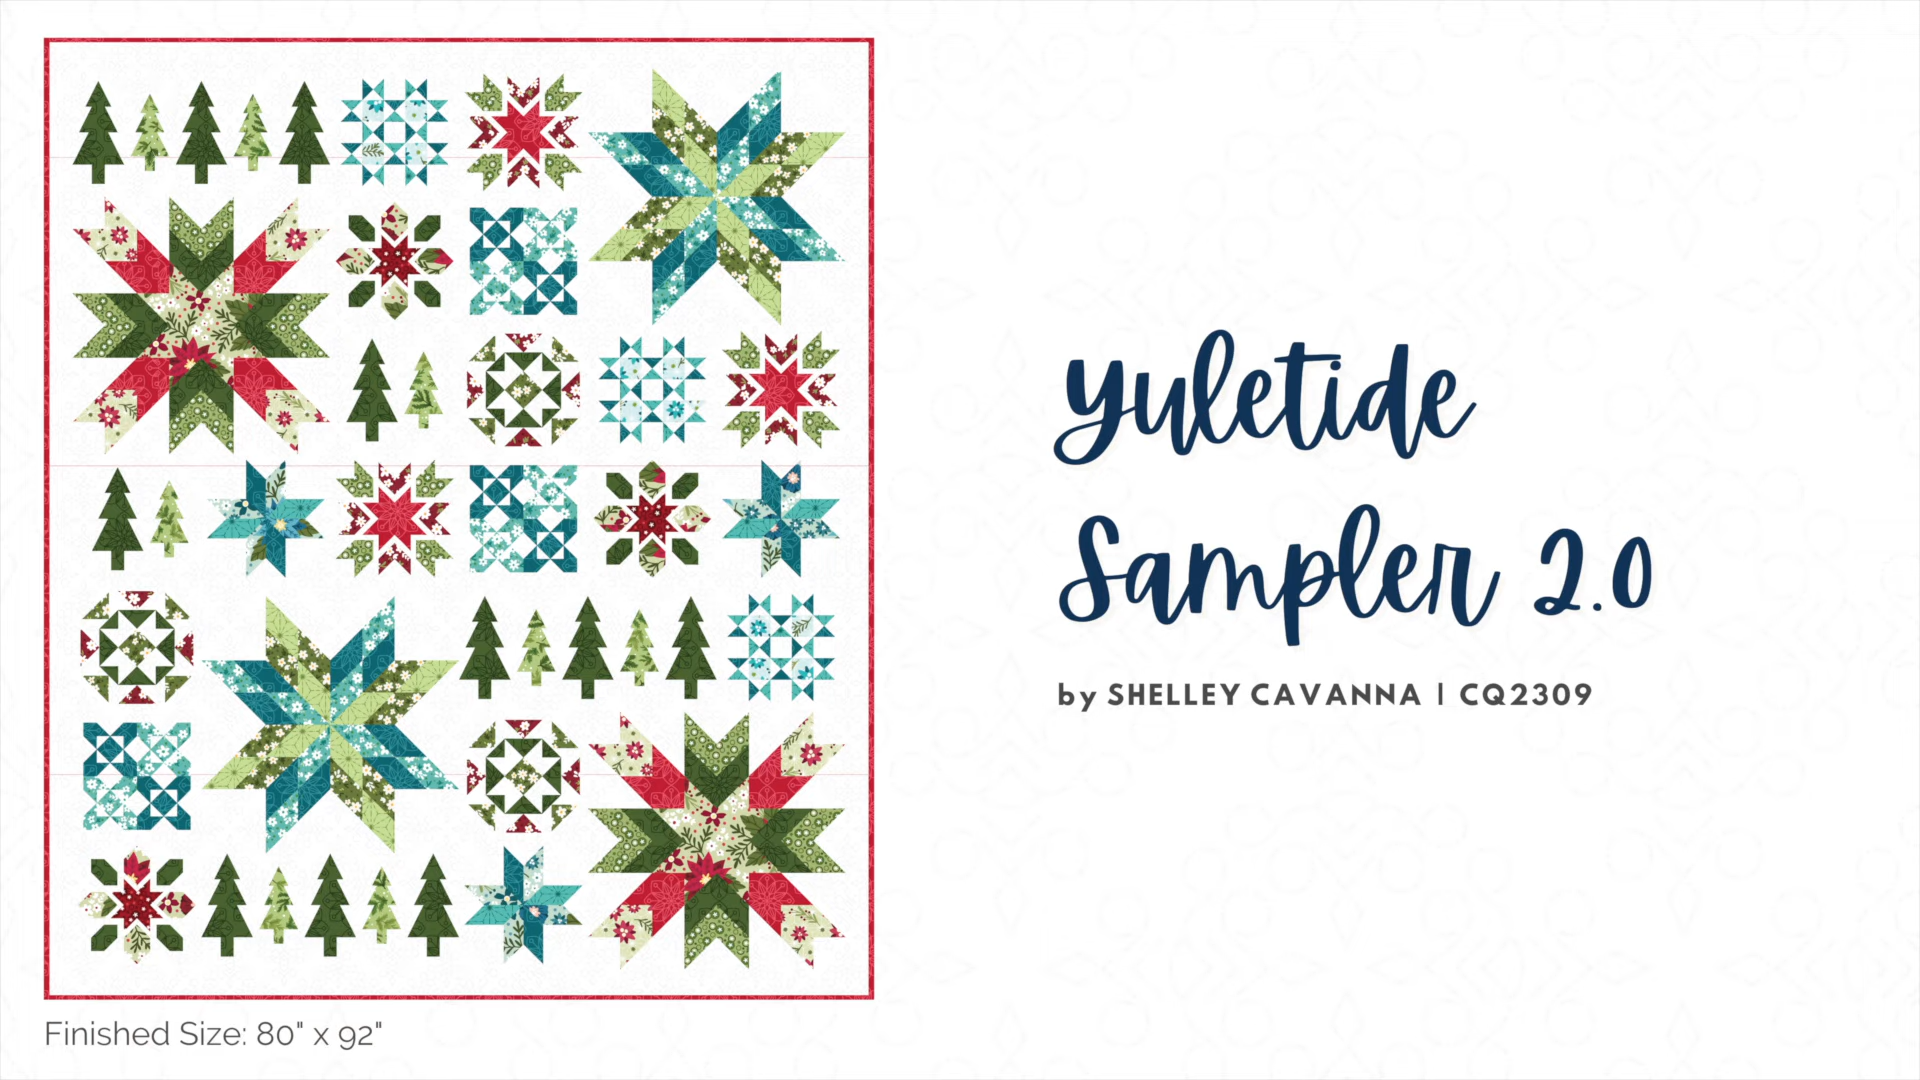 Yuletide
Sampler 2.0
by SHELLEY CAVANNA | CQ2309
Finished Size: 80" x 92"